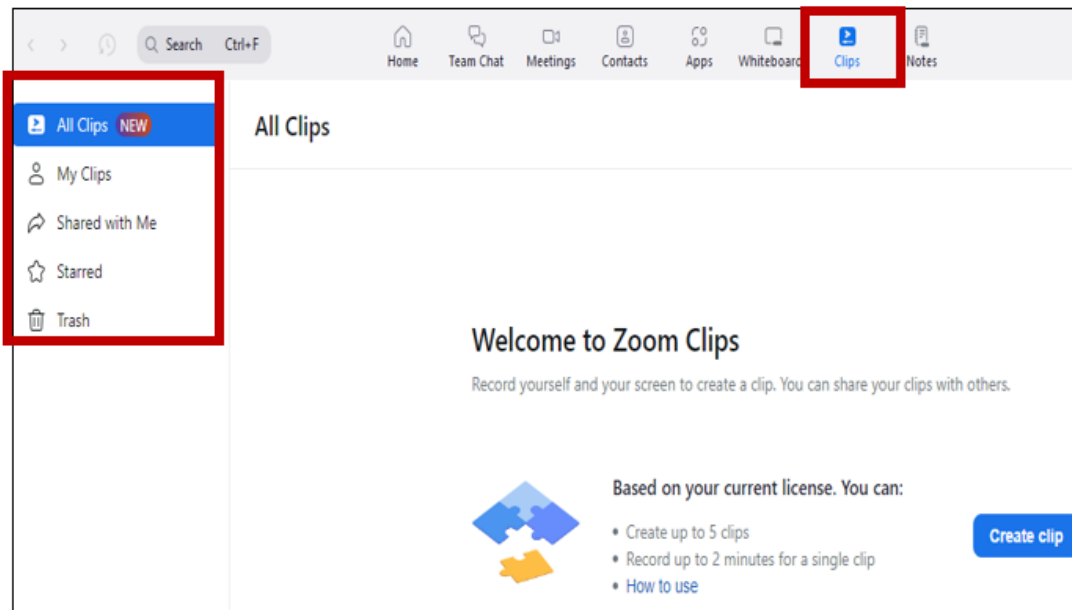 Search Ctrl+F
Home Team Chat Meetings Contacts Apps Whiteboard Clips Notes
All Clips NEW
My Clips
Shared with Me
Starred
Trash
All Clips
Welcome to Zoom Clips
Record yourself and your screen to create a clip. You can share your clips with others.
Based on your current license. You can:
• Create up to 5 clips
• Record up to 2 minutes for a single clip
• How to use
Create clip